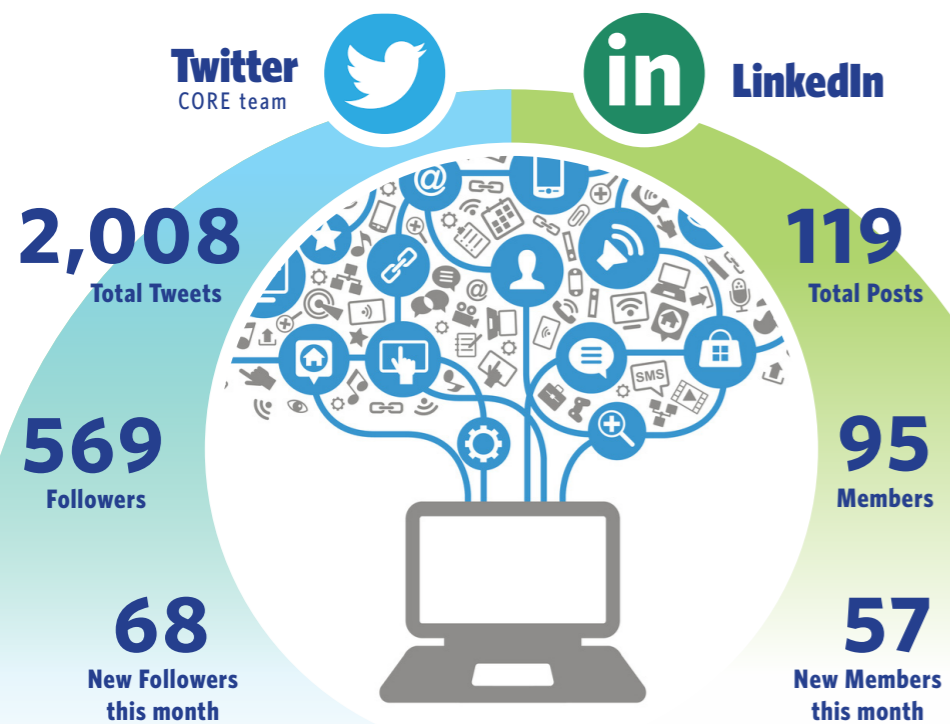 Twitter
CORE team
in
LinkedIn
2,008
Total Tweets
119
Total Posts
@
@
SMS
569
Followers
95
Members
68
New Followers
this month
57
New Members
this month